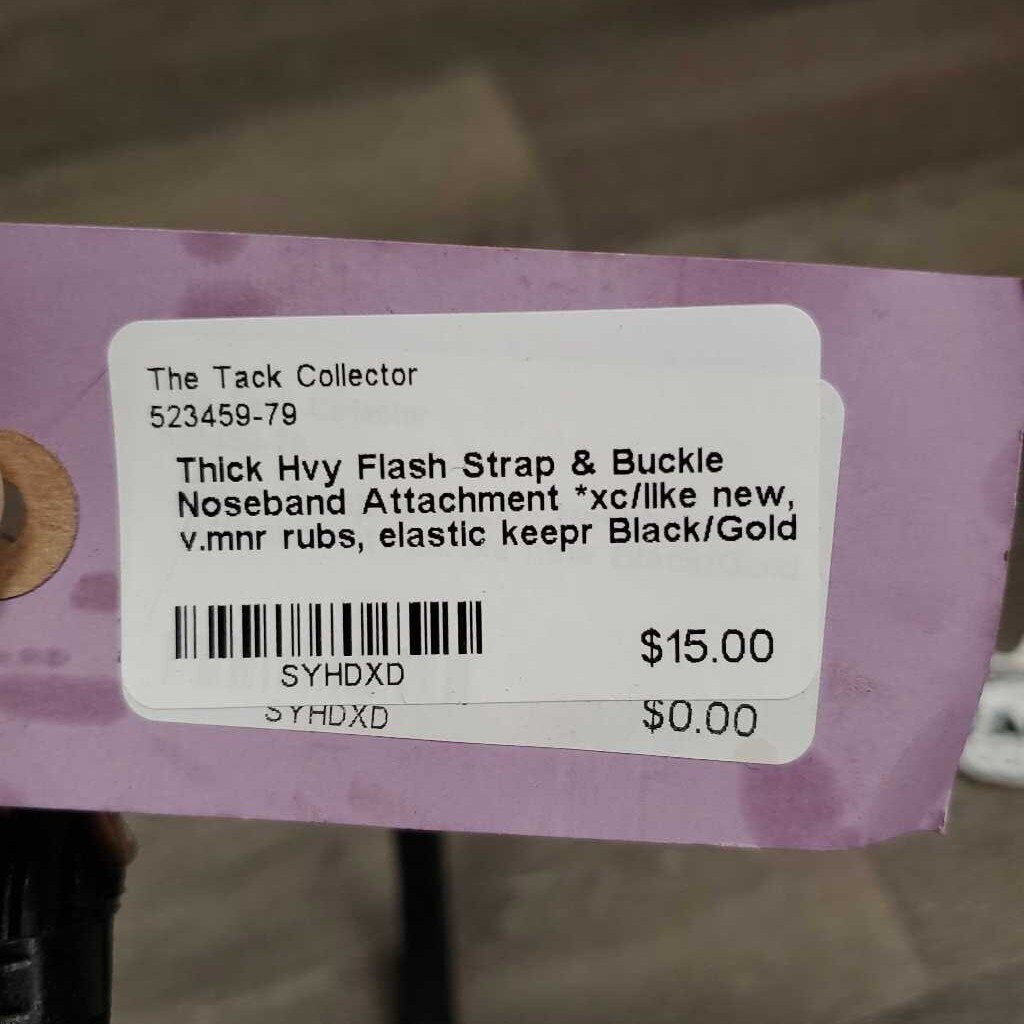 The Tack Collector
523459-79
Thick Hvy Flash Strap & Buckle
Noseband Attachment *xc/lIke new,
v.mnr rubs, elastic keepr Black/Gold
$15.00
SYHDXD
SYHDXD
$0.00